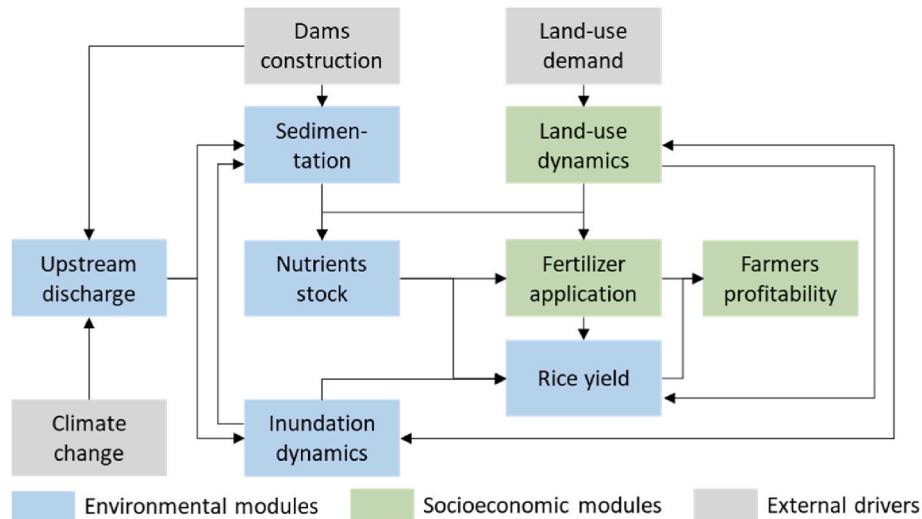 Dams
construction
Land-use
demand
Sedimen-
tation
Land-use
dynamics
Upstream
discharge
Nutrients
stock
Fertilizer
application
Farmers
profitability
Rice yield
Climate
change
Inundation
dynamics
Environmental modules
Socioeconomic modules
External drivers